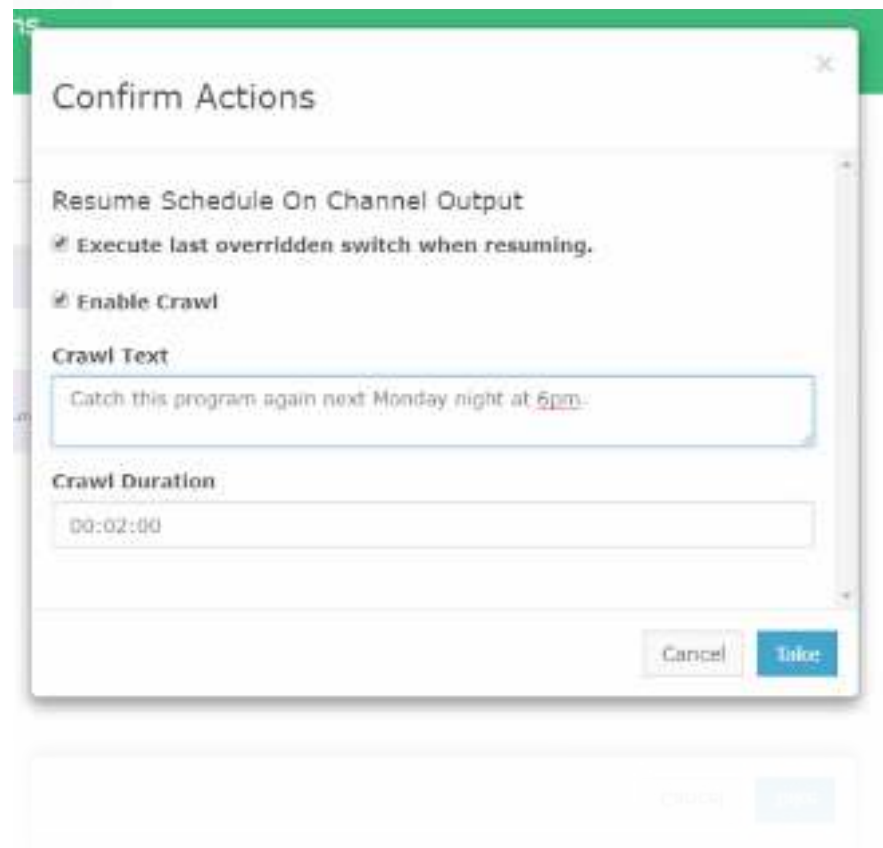 ns
×
Confirm Actions
Resume Schedule On Channel Output
Execute last overridden switch when resuming.
Enable Crawl
Crawl Text
Catch this program again next Monday night at 6pm.
Crawl Duration
00:02:00
Cancel
Take